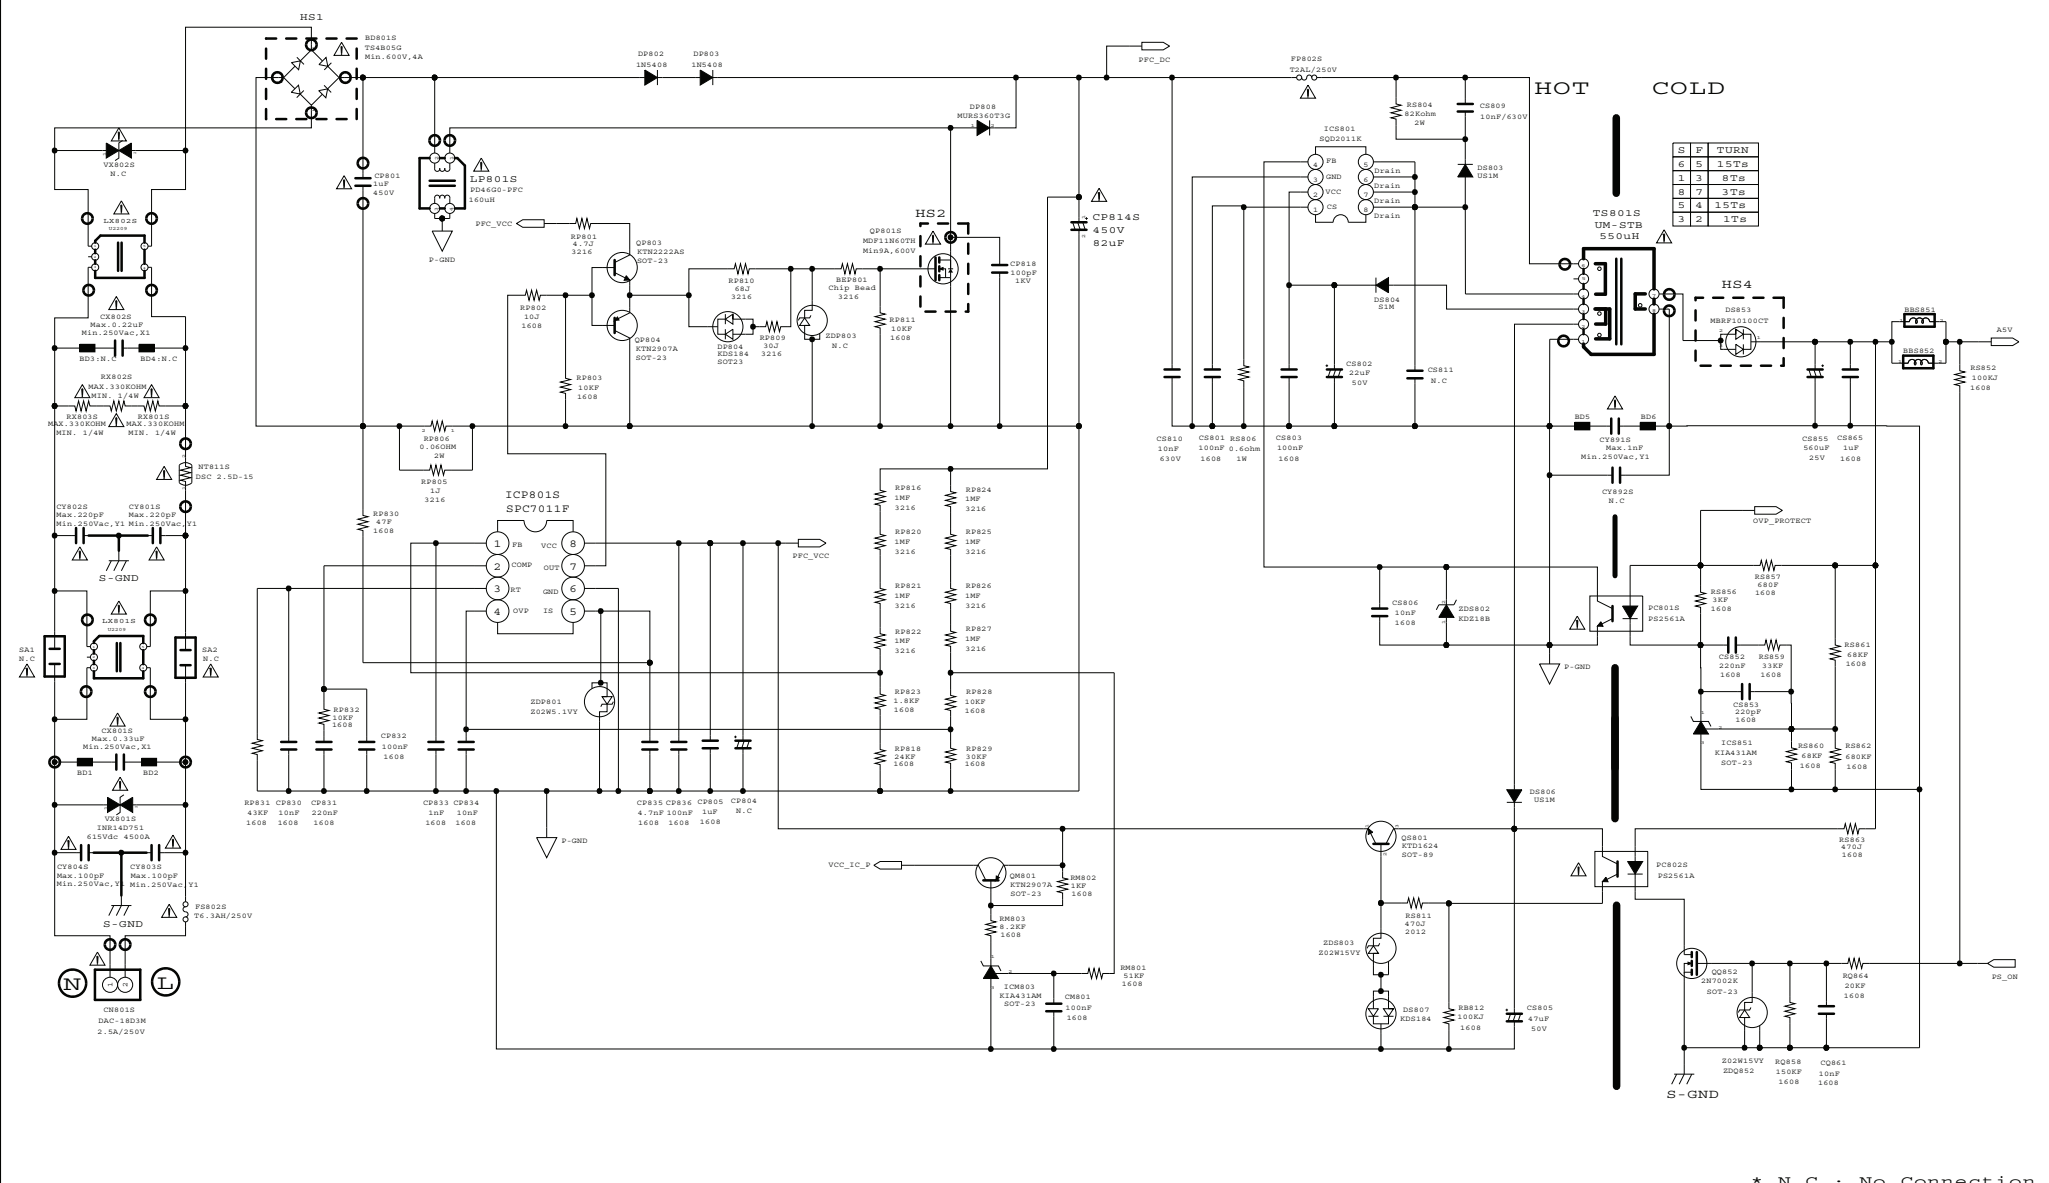 HS1
BD801S
TS4B05G
Min.600V,4A
DP802
1N5408
DP803
1N5408
PFC_DC
FP802S
T2AL/250V
HOT
COLD
VX802S
N.C
CP801
1uF
450V
LP801S
PD46G0-PFC
160uH
P-GND
DP808
MURS360T3G
CP814S
450V
82uF
RS804
82Kohm
2W
CS809
10nF/630V
ICS801
SQD2011K
4 FB
3 GND
2 VCC
1 CS
5 Drain
6 Drain
7 Drain
8 Drain
DS803
US1M
S F TURN
6 5 15Ts
1 3 8Ts
8 7 3Ts
5 4 15Ts
3 2 1Ts
TS801S
UM-STB
550uH
LX802S
U2209
PFC_VCC
RP801
4.7J
3216
QP803
KTN2222AS
SOT-23
HS2
QP801S
MDF11N60TH
Min9A,600V
CP818
100pF
1KV
RP802
10J
1608
QP804
KTN2907A
SOT-23
RP803
10KF
1608
RP810
68J
3216
DP804
KDS184
SOT23
RP809
30J
3216
ZDP803
N.C
BEP801
Chip Bead
3216
RP811
10KF
1608
DS804
S1M
HS4
DS853
MBRF10100CT
BBS851
BBS852
A5V
RS852
100KJ
1608
CX802S
Max.0.22uF
Min.250Vac,X1
BD3:N.C
BD4:N.C
RX802S
MAX.330KOHM
MIN. 1/4W
RX803S
MAX.330KOHM
MIN. 1/4W
RX801S
MAX.330KOHM
MIN. 1/4W
NT811S
DSC 2.5D-15
CY802S
Max.220pF
Min.250Vac,Y1
CY801S
Max.220pF
Min.250Vac,Y1
S-GND
RP806
0.06OHM
2W
RP805
1J
3216
CS810
10nF
630V
CS801
100nF
1608
RS806
0.6ohm
1W
CS803
100nF
1608
CS802
22uF
50V
CS811
N.C
BD5
BD6
CY891S
Max.1nF
Min.250Vac,Y1
CY892S
N.C
CS855
560uF
25V
CS865
1uF
1608
ICP801S
SPC7011F
1 FB
2 COMP
3 RT
4 OVP
VCC 8
OUT 7
GND 6
IS 5
PFC_VCC
RP830
47F
1608
RP816
1MF
3216
RP820
1MF
3216
RP821
1MF
3216
RP822
1MF
3216
RP823
1.8KF
1608
RP818
24KF
1608
RP824
1MF
3216
RP825
1MF
3216
RP826
1MF
3216
RP827
1MF
3216
RP828
10KF
1608
RP829
30KF
1608
OVP_PROTECT
RS857
680F
1608
RS856
3KF
1608
PC801S
PS2561A
CS806
10nF
1608
ZDS802
KDZ18B
P-GND
CS852
220nF
1608
RS859
33KF
1608
CS853
220pF
1608
RS861
68KF
1608
ICS851
KIA431AM
SOT-23
RS860
68KF
1608
RS862
680KF
1608
LX801S
U2209
SA1
N.C
SA2
N.C
CX801S
Max.0.33uF
Min.250Vac,X1
BD1
BD2
VX801S
INR14D751
615Vdc 4500A
CY804S
Max.100pF
Min.250Vac,Y1
CY803S
Max.100pF
Min.250Vac,Y1
S-GND
FS802S
T6.3AH/250V
N
L
1 2
CN801S
DAC-18D3M
2.5A/250V
ZDP801
Z02W5.1VY
RP832
10KF
1608
CP832
100nF
1608
RP831
43KF
1608
CP830
10nF
1608
CP831
220nF
1608
CP833
1nF
1608
CP834
10nF
1608
CP835
4.7nF
1608
CP836
100nF
1608
CP805
1uF
1608
CP804
N.C
P-GND
DS806
US1M
QS801
KTD1624
SOT-89
RS863
470J
1608
PC802S
PS2561A
VCC_IC_P
QM801
KTN2907A
SOT-23
RM802
1KF
1608
RM803
8.2KF
1608
ICM803
KIA431AM
SOT-23
CM801
100nF
1608
RM801
51KF
1608
RS811
470J
2012
ZDS803
Z02W15VY
DS807
KDS184
RB812
100KJ
1608
CS805
47uF
50V
QQ852
2N7002K
SOT-23
RQ864
20KF
1608
PS_ON
Z02W15VY
ZDQ852
RQ858
150KF
1608
CQ861
10nF
1608
S-GND
* N.C : No Connection